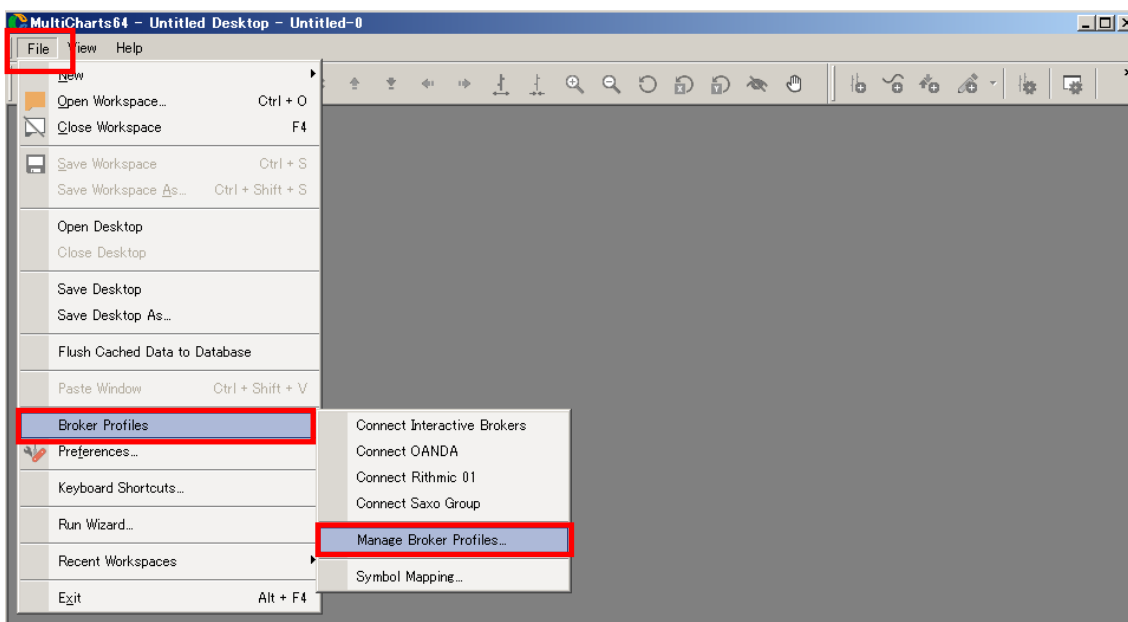 MultiCharts64 - Untitled Desktop - Untitled-0
File View Help
New
Open Workspace... Ctrl + O
Close Workspace F4
Save Workspace Ctrl + S
Save Workspace As... Ctrl + Shift + S
Open Desktop
Close Desktop
Save Desktop
Save Desktop As...
Flush Cached Data to Database
Paste Window Ctrl + Shift + V
Broker Profiles
Preferences...
Keyboard Shortcuts...
Run Wizard...
Recent Workspaces
Exit Alt + F4
Connect Interactive Brokers
Connect OANDA
Connect Rithmic 01
Connect Saxo Group
Manage Broker Profiles...
Symbol Mapping...